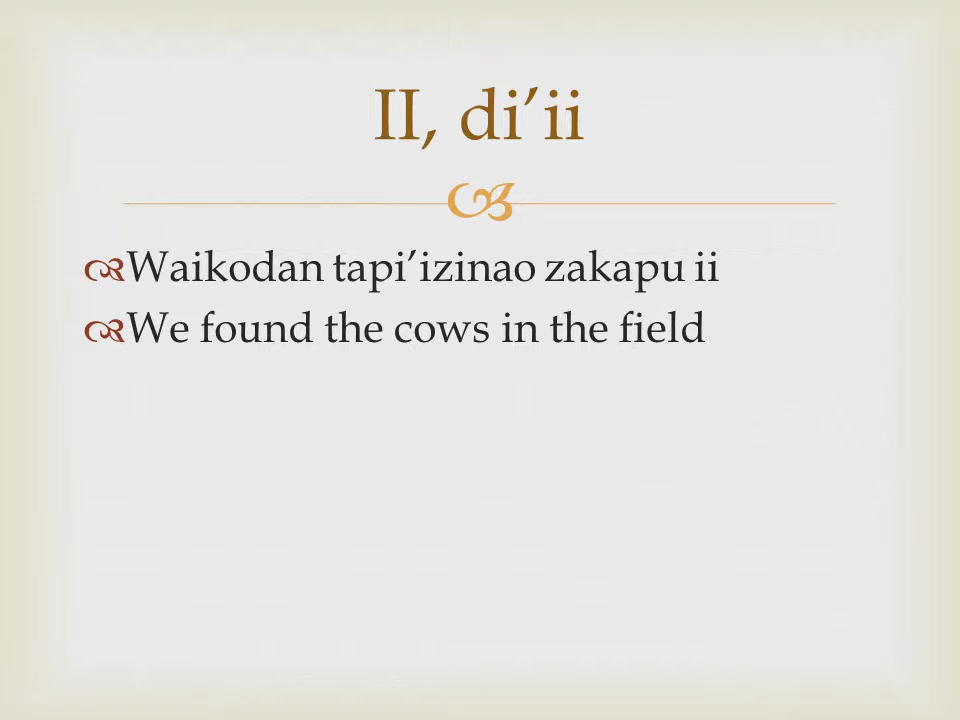 II, di’ii
Waikodan tapi’izinao zakapu ii
We found the cows in the field